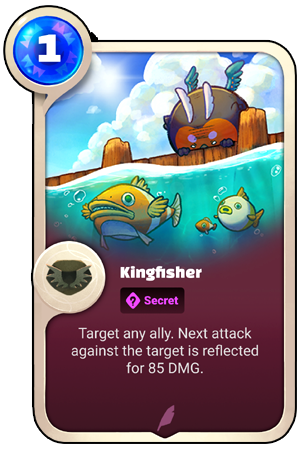 1
Kingfisher
Secret
Target any ally. Next attack
against the target is reflected
for 85 DMG.